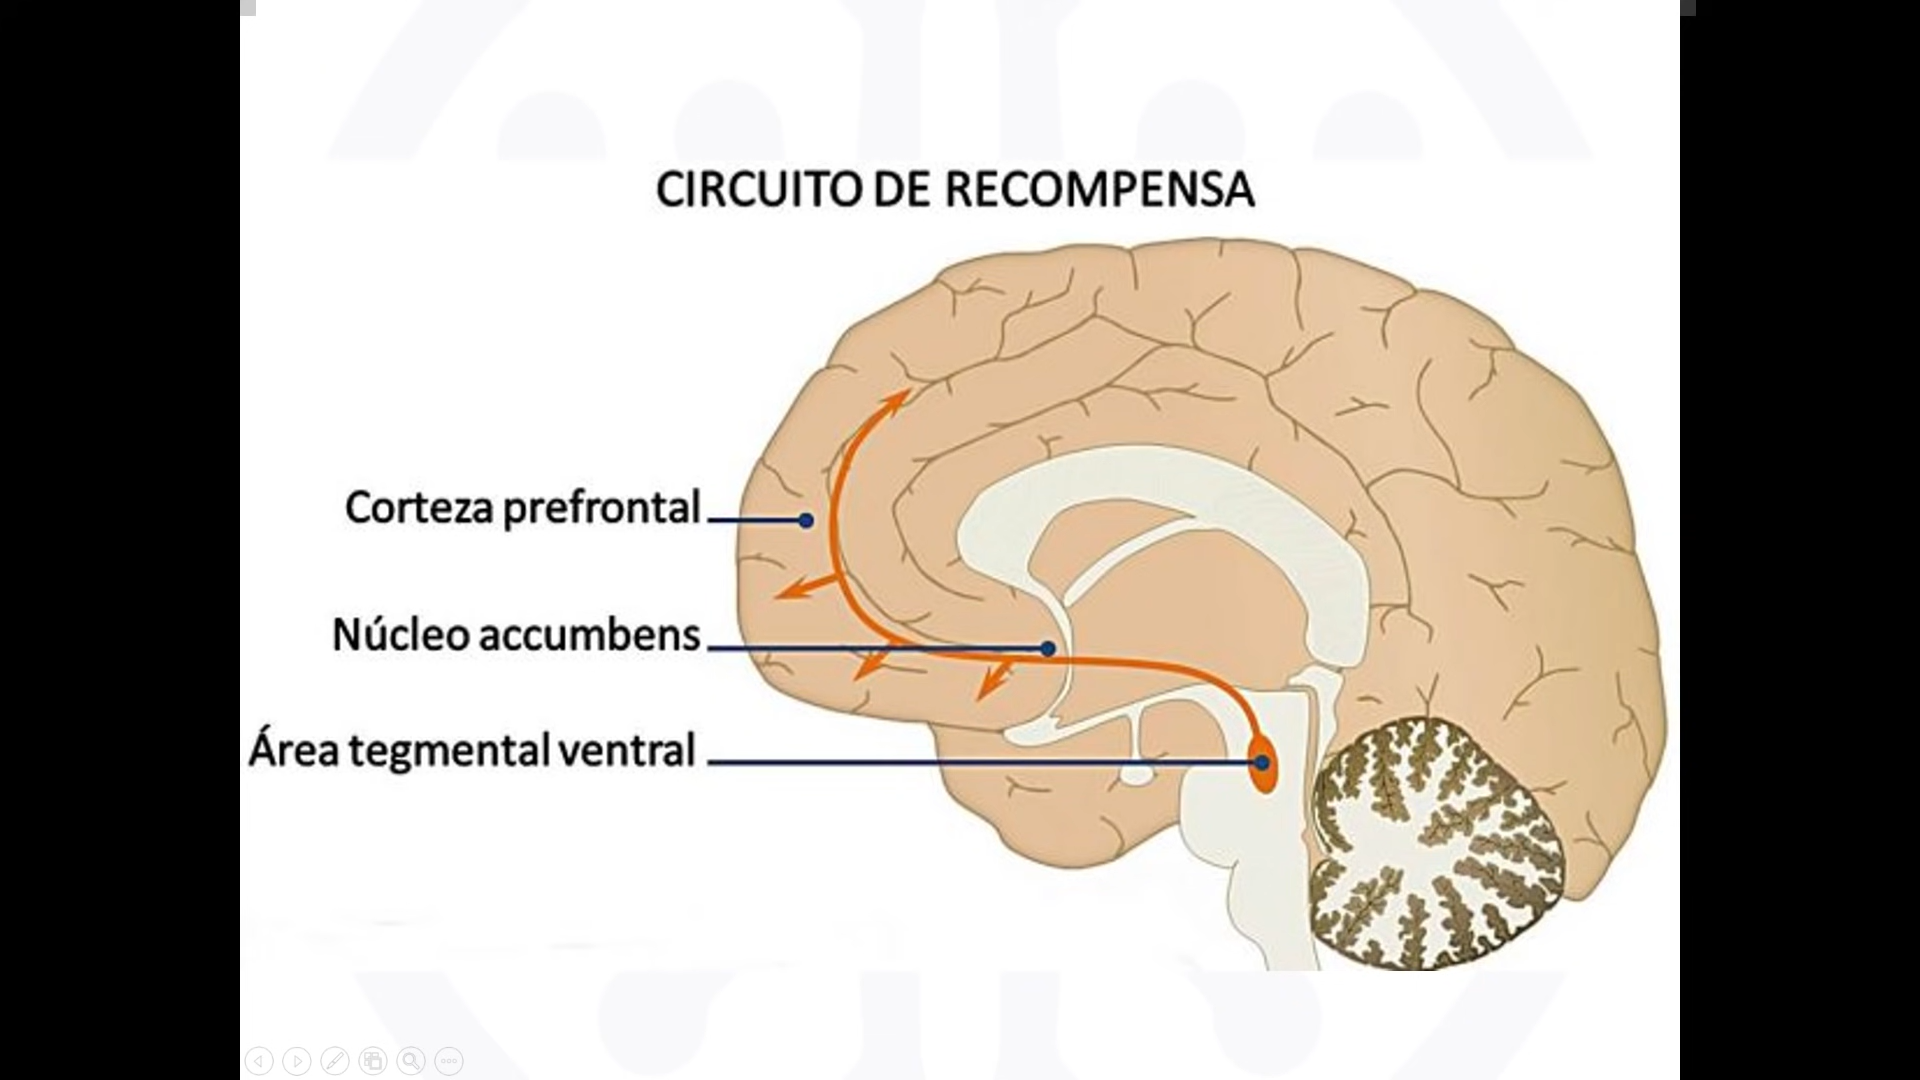 CIRCUITO DE RECOMPENSA
Corteza prefrontal
Núcleo accumbens
Área tegmental ventral